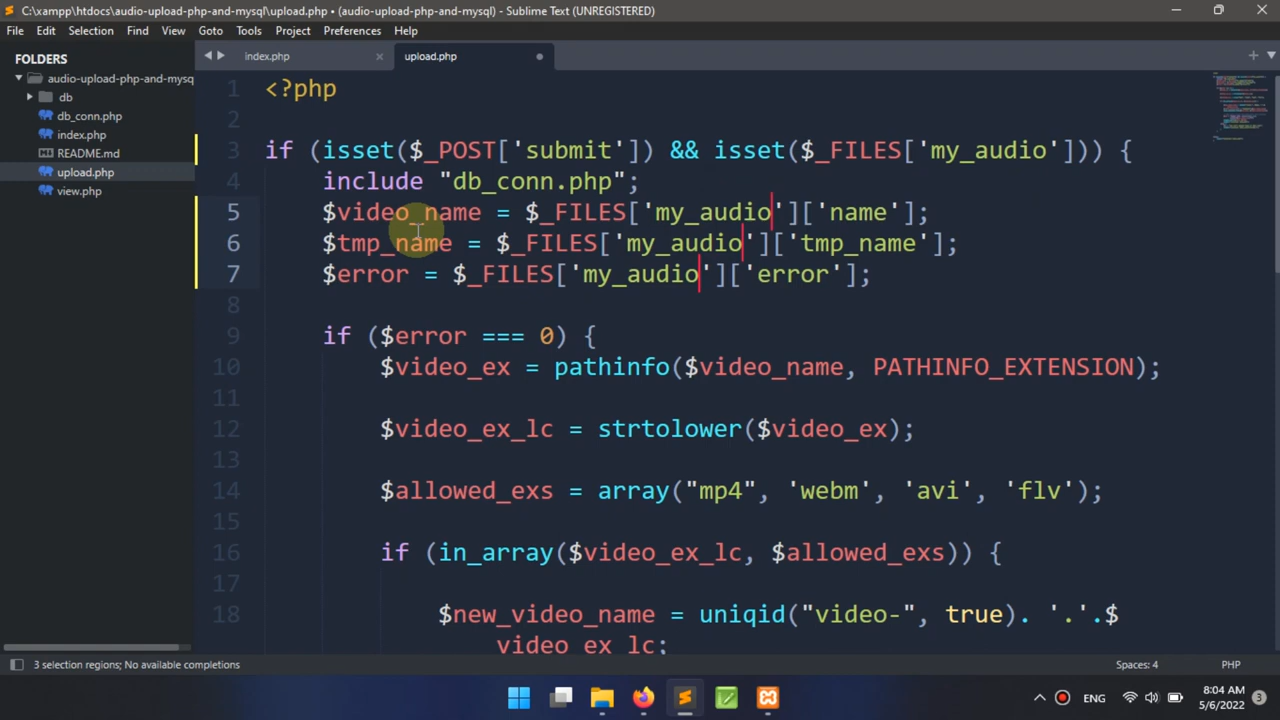 C:\xampp\htdocs\audio-upload-php-and-mysql\upload.php • (audio-upload-php-and-mysql) - Sublime Text (UNREGISTERED)
File Edit Selection Find View Goto Tools Project Preferences Help
FOLDERS
audio-upload-php-and-mysq
db
db_conn.php
index.php
README.md
upload.php
view.php
index.php
upload.php
1 <?php
2
3 if (isset($_POST['submit']) && isset($_FILES['my_audio'])) {
4 include "db_conn.php";
5 $video_name = $_FILES['my_audio']['name'];
6 $tmp_name = $_FILES['my_audio']['tmp_name'];
7 $error = $_FILES['my_audio']['error'];
8
9 if ($error === 0) {
10 $video_ex = pathinfo($video_name, PATHINFO_EXTENSION);
11
12 $video_ex_lc = strtolower($video_ex);
13
14 $allowed_exs = array("mp4", 'webm', 'avi', 'flv');
15
16 if (in_array($video_ex_lc, $allowed_exs)) {
17
18 $new_video_name = uniqid("video-", true). '.'.$
video_ex_lc;
3 selection regions; No available completions
Spaces: 4
PHP
ENG
8:04 AM
5/6/2022
3